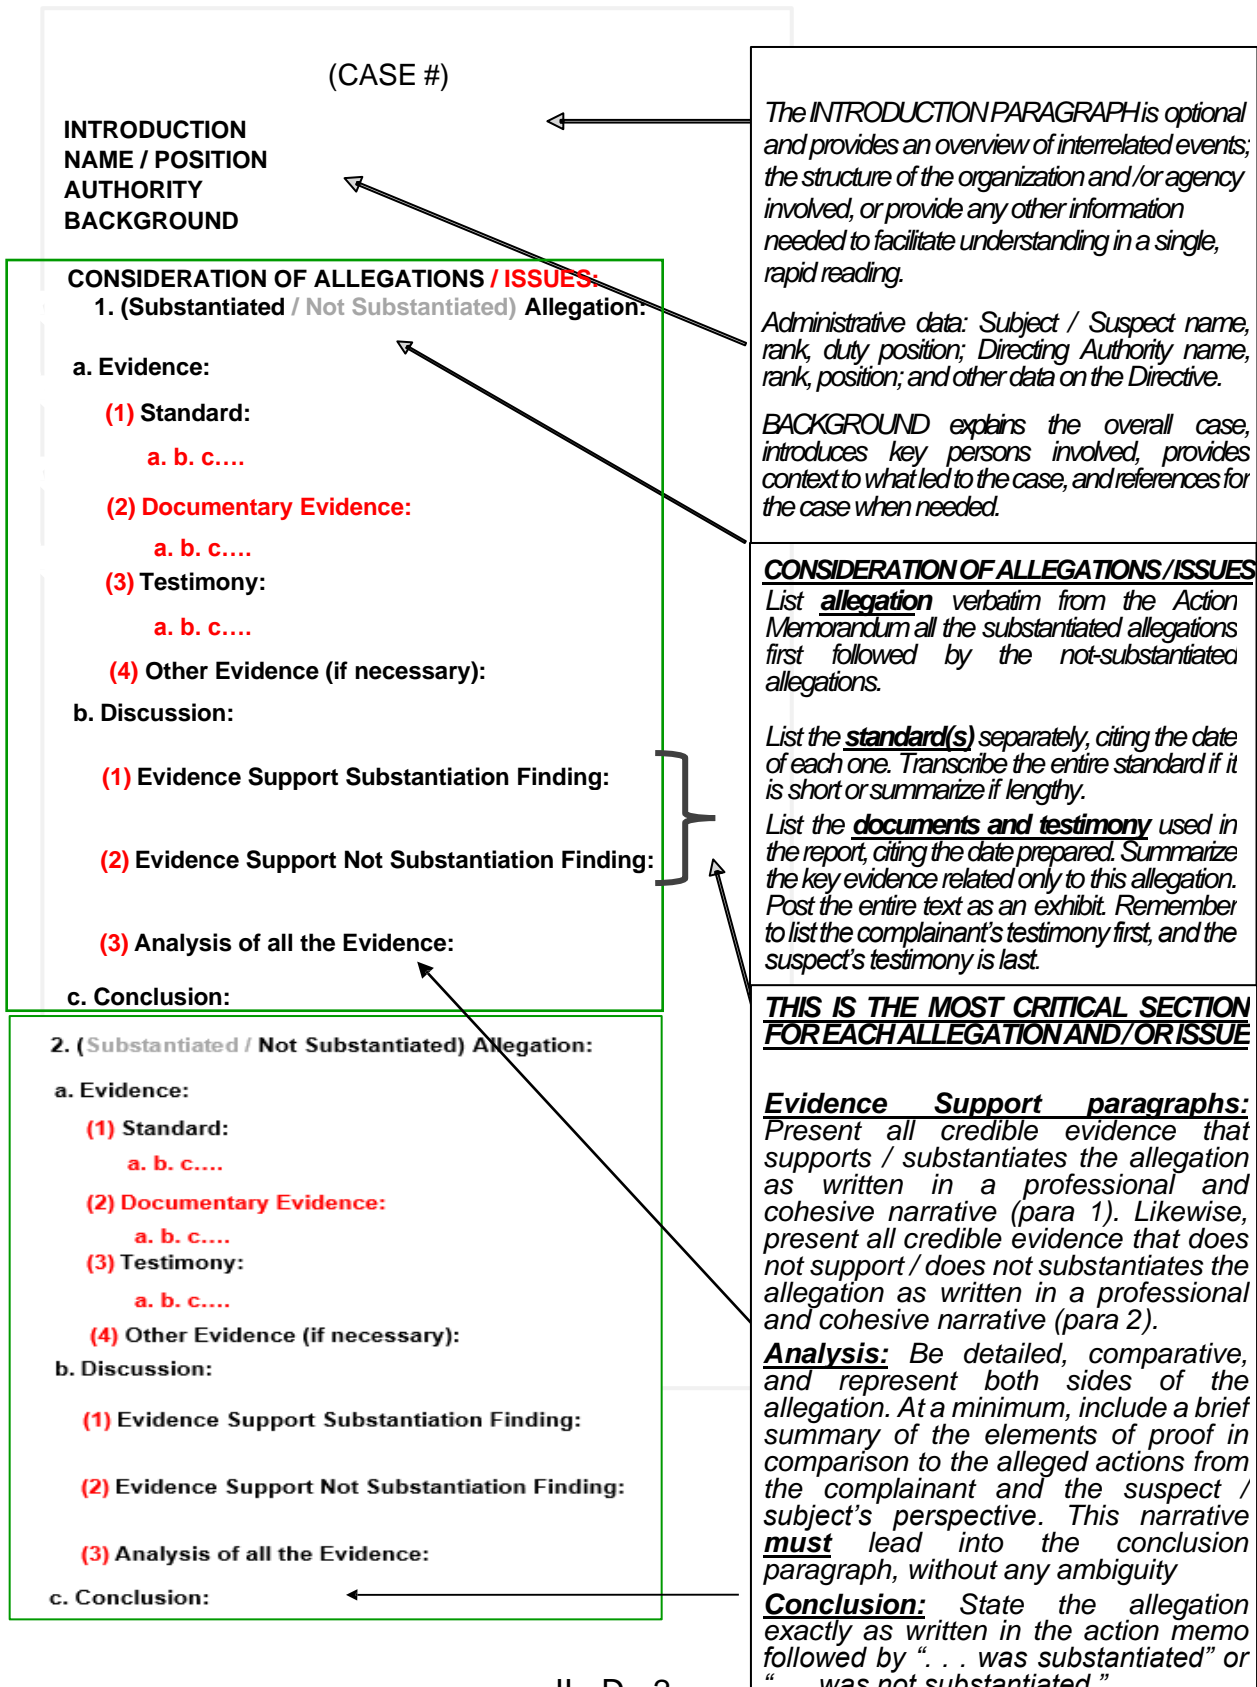 (CASE #)
INTRODUCTION
NAME / POSITION
AUTHORITY
BACKGROUND
CONSIDERATION OF ALLEGATIONS / ISSUES:
1. (Substantiated / Not Substantiated) Allegation:
a. Evidence:
(1) Standard:
a. b. c....
(2) Documentary Evidence:
a. b. c....
(3) Testimony:
a. b. c....
(4) Other Evidence (if necessary):
b. Discussion:
(1) Evidence Support Substantiation Finding:
(2) Evidence Support Not Substantiation Finding:
(3) Analysis of all the Evidence:
c. Conclusion:
2. (Substantiated / Not Substantiated) Allegation:
a. Evidence:
(1) Standard:
a. b. c....
(2) Documentary Evidence:
a. b. c....
(3) Testimony:
a. b. c....
(4) Other Evidence (if necessary):
b. Discussion:
(1) Evidence Support Substantiation Finding:
(2) Evidence Support Not Substantiation Finding:
(3) Analysis of all the Evidence:
c. Conclusion:
The INTRODUCTION PARAGRAPH is optional
and provides an overview of interrelated events;
the structure of the organization and /or agency
involved, or provide any other information
needed to facilitate understanding in a single,
rapid reading.
Administrative data: Subject / Suspect name,
rank, duty position; Directing Authority name,
rank, position; and other data on the Directive.
BACKGROUND explains the overall case,
introduces key persons involved, provides
context to what led to the case, and references for
the case when needed.
CONSIDERATION OF ALLEGATIONS / ISSUES
List allegation verbatim from the Action
Memorandum all the substantiated allegations
first followed by the not-substantiated
allegations.
List the standard(s) separately, citing the date
of each one. Transcribe the entire standard if it
is short or summarize if lengthy.
List the documents and testimony used in
the report, citing the date prepared. Summarize
the key evidence related only to this allegation.
Post the entire text as an exhibit. Remember
to list the complainant's testimony first, and the
suspect's testimony is last.
THIS IS THE MOST CRITICAL SECTION
FOR EACH ALLEGATION AND / OR ISSUE
Evidence Support paragraphs:
Present all credible evidence that
supports / substantiates the allegation
as written in a professional and
cohesive narrative (para 1). Likewise,
present all credible evidence that does
not support / does not substantiates the
allegation as written in a professional
and cohesive narrative (para 2).
Analysis: Be detailed, comparative,
and represent both sides of the
allegation. At a minimum, include a brief
summary of the elements of proof in
comparison to the alleged actions from
the complainant and the suspect /
subject's perspective. This narrative
must lead into the conclusion
paragraph, without any ambiguity
Conclusion: State the allegation
exactly as written in the action memo
followed by ". . . was substantiated" or
". . . was not substantiated."